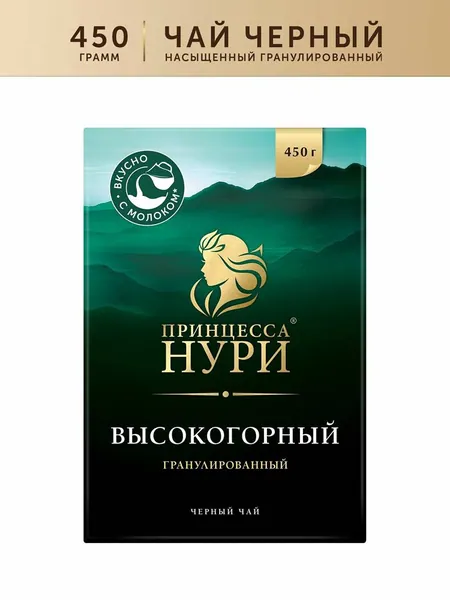 450
ГРАММ
ЧАЙ ЧЕРНЫЙ
НАСЫЩЕННЫЙ ГРАНУЛИРОВАННЫЙ
450 г
ВКУСНО
С МОЛОКОМ*
ПРИНЦЕССА®
НУРИ
ВЫСОКОГОРНЫЙ
ГРАНУЛИРОВАННЫЙ
ЧЕРНЫЙ ЧАЙ